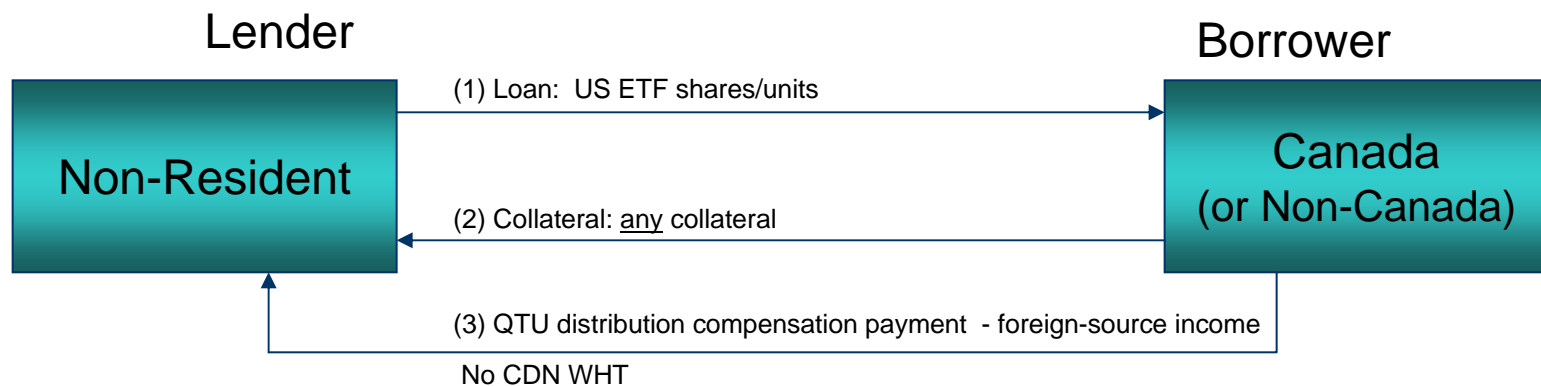 Lender
Borrower
(1) Loan: US ETF shares/units
Non-Resident
Canada
(or Non-Canada)
(2) Collateral: any collateral
(3) QTU distribution compensation payment - foreign-source income
No CDN WHT